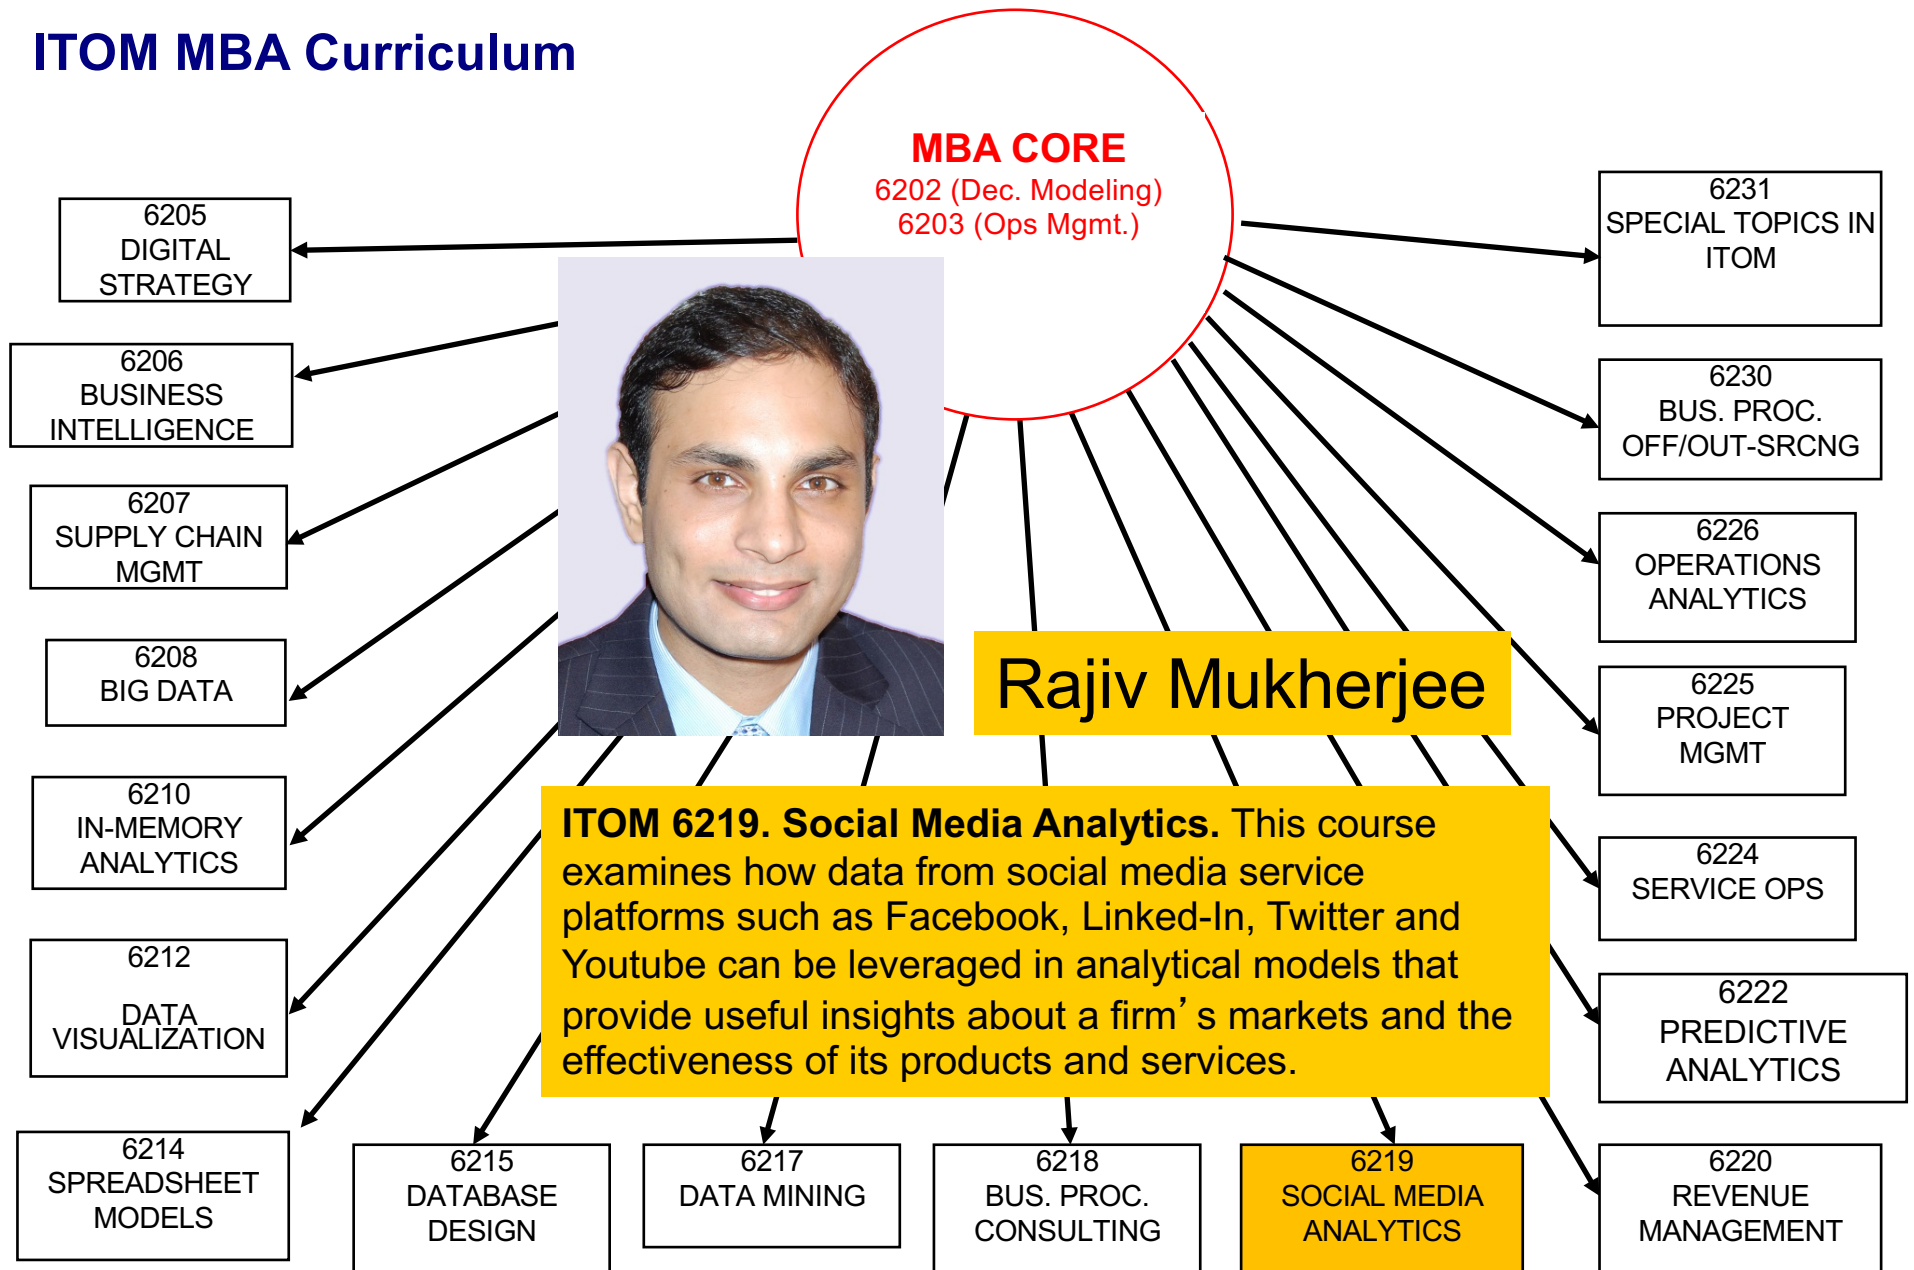 ITOM MBA Curriculum
MBA CORE
6202 (Dec. Modeling)
6203 (Ops Mgmt.)
6205
DIGITAL
STRATEGY
6206
BUSINESS
INTELLIGENCE
6207
SUPPLY CHAIN
MGMT
6208
BIG DATA
6210
IN-MEMORY
ANALYTICS
6212
DATA
VISUALIZATION
6214
SPREADSHEET
MODELS
6215
DATABASE
DESIGN
6217
DATA MINING
6218
BUS. PROC.
CONSULTING
6219
SOCIAL MEDIA
ANALYTICS
6220
REVENUE
MANAGEMENT
6222
PREDICTIVE
ANALYTICS
6224
SERVICE OPS
6225
PROJECT
MGMT
6226
OPERATIONS
ANALYTICS
6230
BUS. PROC.
OFF/OUT-SRCNG
6231
SPECIAL TOPICS IN
ITOM
Rajiv Mukherjee
ITOM 6219. Social Media Analytics. This course
examines how data from social media service
platforms such as Facebook, Linked-In, Twitter and
Youtube can be leveraged in analytical models that
provide useful insights about a firm’s markets and the
effectiveness of its products and services.